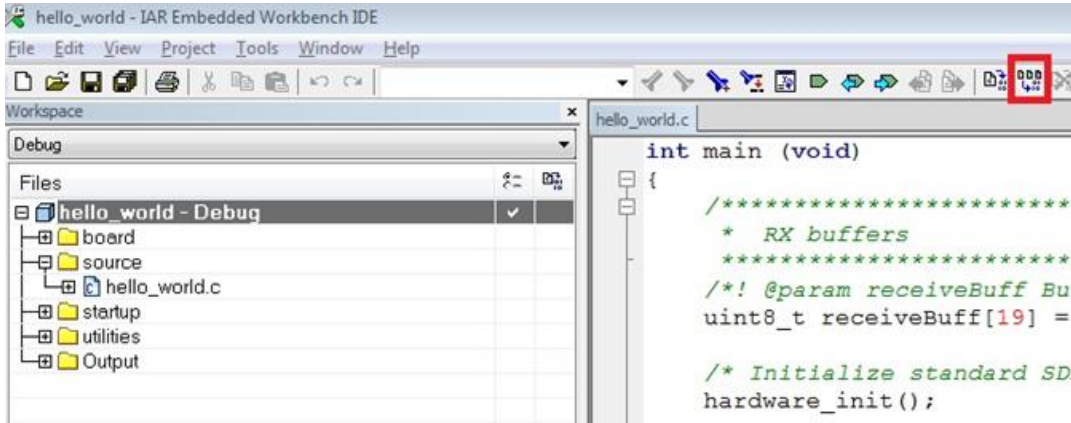 hello_world - IAR Embedded Workbench IDE
File Edit View Project Tools Window Help
Workspace
Debug
Files
hello_world - Debug
board
source
hello_world.c
startup
utilities
Output
hello_world.c
int main (void)
{
/*************************
* RX buffers
*************************
/*! @param receiveBuff Bu
uint8_t receiveBuff[19] =
/* Initialize standard SD
hardware_init();